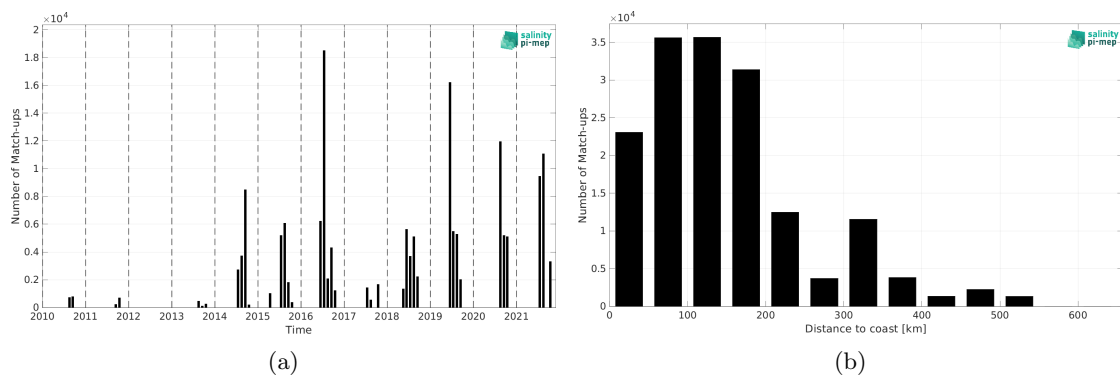 ×10⁴
2
1.8
1.6
1.4
1.2
1
0.8
0.6
0.4
0.2
0
Number of Match-ups
2010 2011 2012 2013 2014 2015 2016 2017 2018 2019 2020 2021
Time
salinity
pi-mep
(a)
×10⁴
3.5
3
2.5
2
1.5
1
0.5
0
Number of Match-ups
0 100 200 300 400 500 600
Distance to coast [km]
salinity
pi-mep
(b)